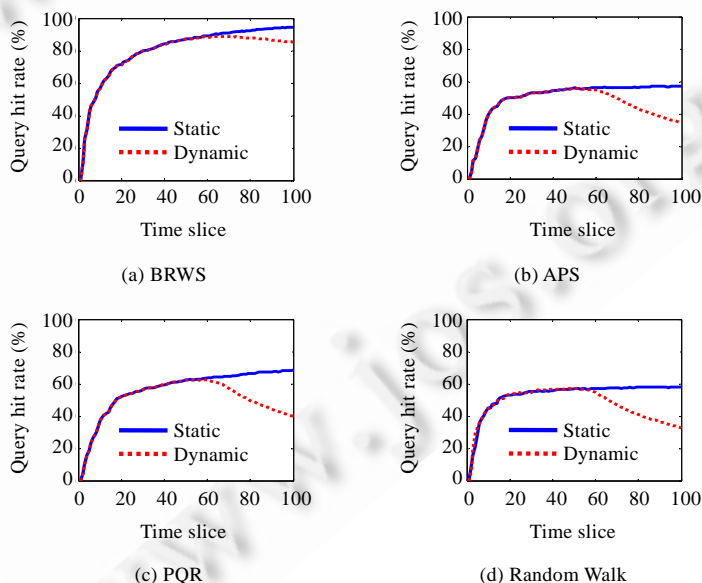 Query hit rate (%)
100
80
60
40
20
0
Static
Dynamic
0 20 40 60 80 100
Time slice
(a) BRWS
Query hit rate (%)
100
80
60
40
20
0
Static
Dynamic
0 20 40 60 80 100
Time slice
(b) APS
Query hit rate (%)
100
80
60
40
20
0
Static
Dynamic
0 20 40 60 80 100
Time slice
(c) PQR
Query hit rate (%)
100
80
60
40
20
0
Static
Dynamic
0 20 40 60 80 100
Time slice
(d) Random Walk
www.jos.org